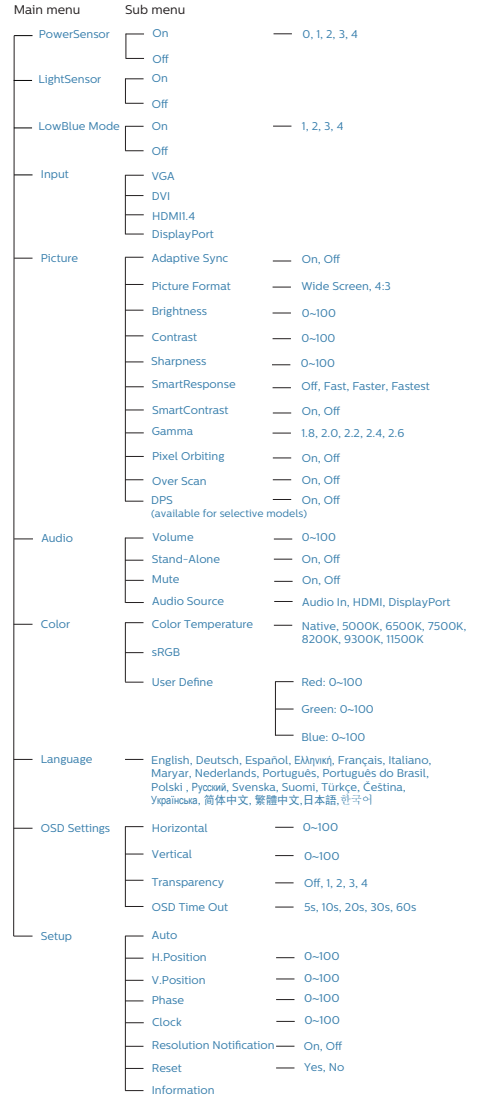 Main menu Sub menu
PowerSensor On 0, 1, 2, 3, 4
Off
LightSensor On
Off
LowBlue Mode On 1, 2, 3, 4
Off
Input VGA
DVI
HDMI1.4
DisplayPort
Picture Adaptive Sync On, Off
Picture Format Wide Screen, 4:3
Brightness 0~100
Contrast 0~100
Sharpness 0~100
SmartResponse Off, Fast, Faster, Fastest
SmartContrast On, Off
Gamma 1.8, 2.0, 2.2, 2.4, 2.6
Pixel Orbiting On, Off
Over Scan On, Off
DPS On, Off
(available for selective models)
Audio Volume 0~100
Stand-Alone On, Off
Mute On, Off
Audio Source Audio In, HDMI, DisplayPort
Color Color Temperature Native, 5000K, 6500K, 7500K,
8200K, 9300K, 11500K
sRGB
User Define Red: 0~100
Green: 0~100
Blue: 0~100
Language English, Deutsch, Español, Ελληνική, Français, Italiano,
Maryar, Nederlands, Português, Português do Brasil,
Polski , Русский, Svenska, Suomi, Türkçe, Čeština,
Українська, 简体中文, 繁體中文,日本語,한국어
OSD Settings Horizontal 0~100
Vertical 0~100
Transparency Off, 1, 2, 3, 4
OSD Time Out 5s, 10s, 20s, 30s, 60s
Setup Auto
H.Position 0~100
V.Position 0~100
Phase 0~100
Clock 0~100
Resolution Notification On, Off
Reset Yes, No
Information